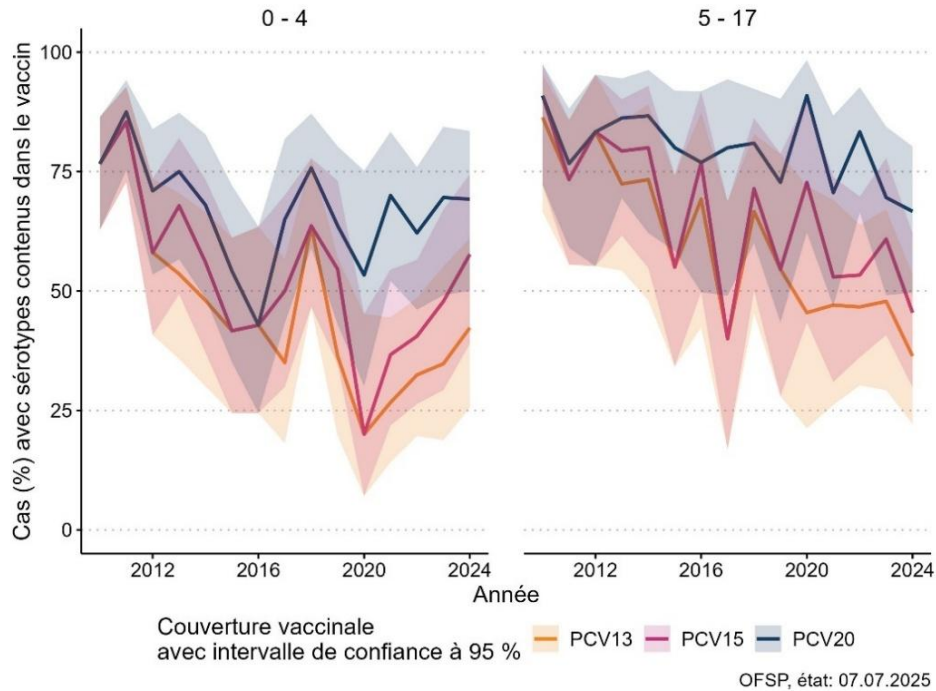 0 - 4
5 - 17
Cas (%) avec sérotypes contenus dans le vaccin
100
75
50
25
0
2012 2016 2020 2024
2012 2016 2020 2024
Année
Couverture vaccinale
avec intervalle de confiance à 95 % PCV13 PCV15 PCV20
OFSP, état: 07.07.2025